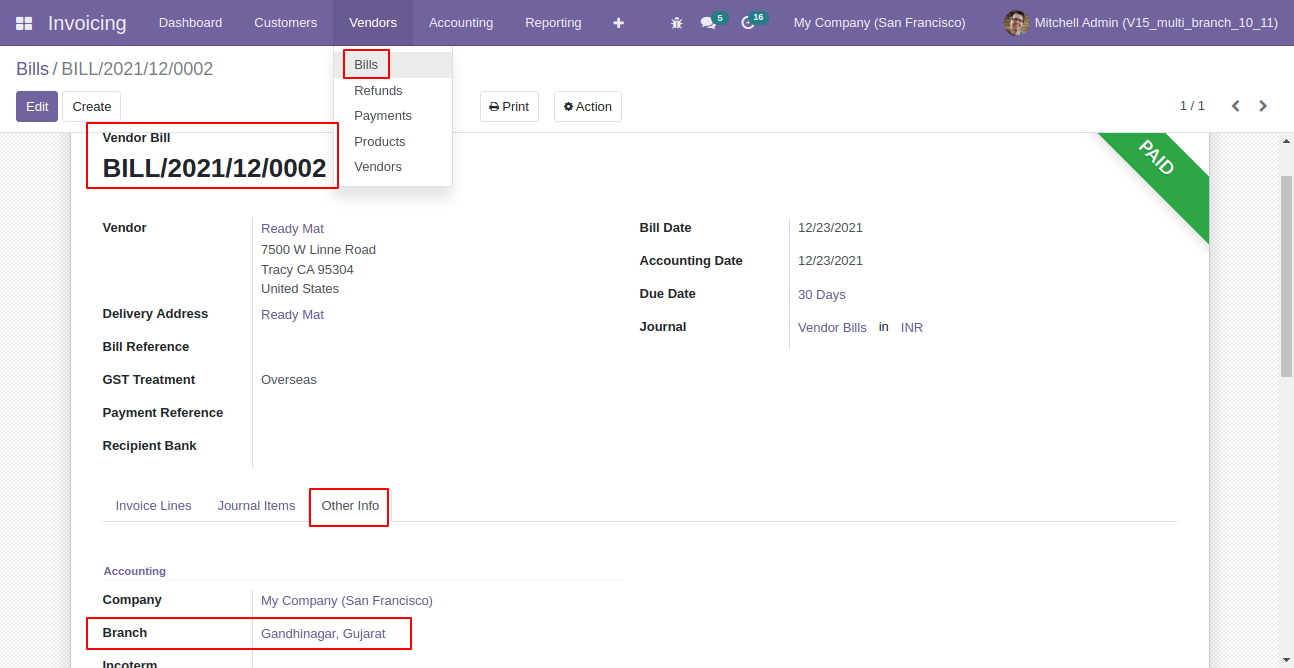 Invoicing Dashboard Customers Vendors Accounting Reporting 5 16 My Company (San Francisco) Mitchell Admin (V15_multi_branch_10_11)
Bills / BILL/2021/12/0002
Edit Create Print Action 1 / 1
Bills
Refunds
Payments
Products
Vendors
Vendor Bill
BILL/2021/12/0002
PAID
Vendor Ready Mat
7500 W Linne Road
Tracy CA 95304
United States
Delivery Address Ready Mat
Bill Reference
GST Treatment Overseas
Payment Reference
Recipient Bank
Bill Date 12/23/2021
Accounting Date 12/23/2021
Due Date 30 Days
Journal Vendor Bills in INR
Invoice Lines Journal Items Other Info
Accounting
Company My Company (San Francisco)
Branch Gandhinagar, Gujarat
Incoterm